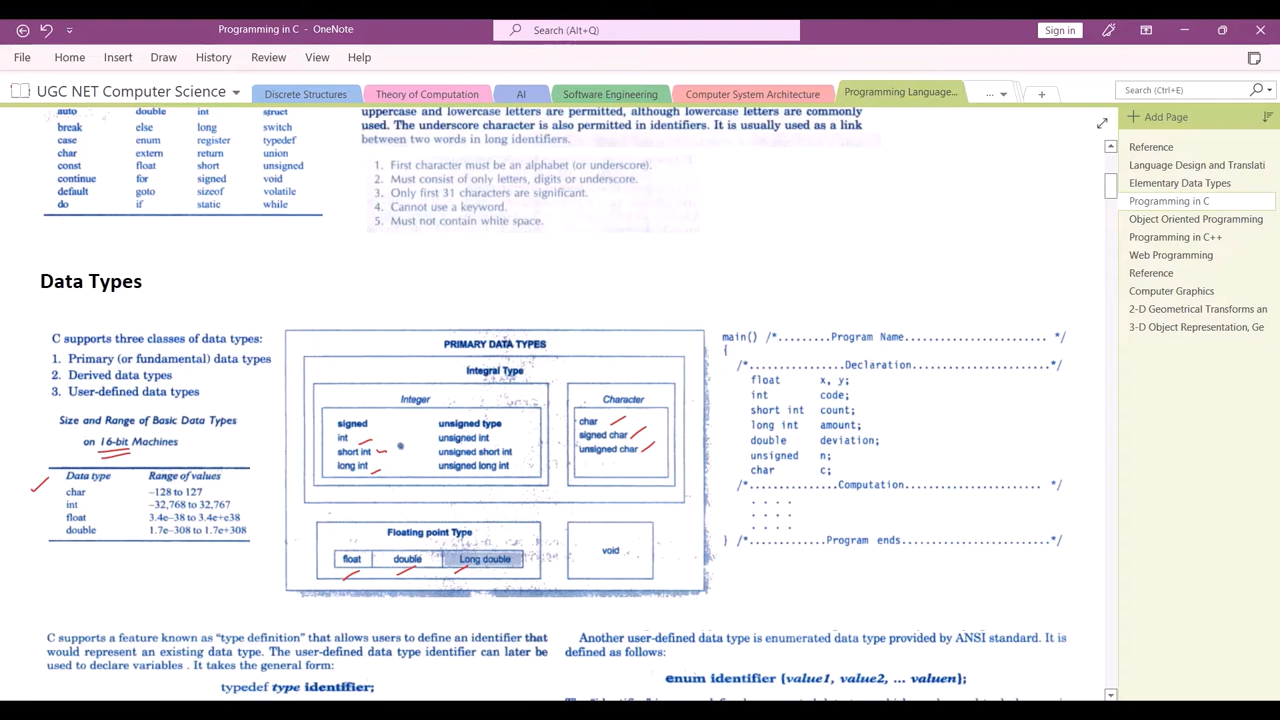 Programming in C - OneNote
Search (Alt+Q)
Sign in
File Home Insert Draw History Review View Help
UGC NET Computer Science
Discrete Structures
Theory of Computation
AI
Software Engineering
Computer System Architecture
Programming Language...
...
Search (Ctrl+E)
Add Page
Reference
Language Design and Translati
Elementary Data Types
Programming in C
Object Oriented Programming
Programming in C++
Web Programming
Reference
Computer Graphics
2-D Geometrical Transforms an
3-D Object Representation, Ge
auto double int struct
break else long switch
case enum register typedef
char extern return union
const float short unsigned
continue for signed void
default goto sizeof volatile
do if static while
uppercase and lowercase letters are permitted, although lowercase letters are commonly
used. The underscore character is also permitted in identifiers. It is usually used as a link
between two words in long identifiers.
1. First character must be an alphabet (or underscore).
2. Must consist of only letters, digits or underscore.
3. Only first 31 characters are significant.
4. Cannot use a keyword.
5. Must not contain white space.
Data Types
C supports three classes of data types:
1. Primary (or fundamental) data types
2. Derived data types
3. User-defined data types
Size and Range of Basic Data Types
on 16-bit Machines
Data type Range of values
char –128 to 127
int –32,768 to 32,767
float 3.4e–38 to 3.4e+e38
double 1.7e–308 to 1.7e+308
PRIMARY DATA TYPES
Integral Type
Integer
signed unsigned type
int unsigned int
short int unsigned short int
long int unsigned long int
Character
char
signed char
unsigned char
Floating point Type
float double Long double
void
main() /*.........Program Name........................ */
{
/*..................Declaration......................*/
float x, y;
int code;
short int count;
long int amount;
double deviation;
unsigned n;
char c;
/*..................Computation..................... */
. . . .
. . . .
. . . .
} /*.............Program ends.........................*/
C supports a feature known as "type definition" that allows users to define an identifier that
would represent an existing data type. The user-defined data type identifier can later be
used to declare variables . It takes the general form:
typedef type identifier;
Another user-defined data type is enumerated data type provided by ANSI standard. It is
defined as follows:
enum identifier {value1, value2, ... valuen};